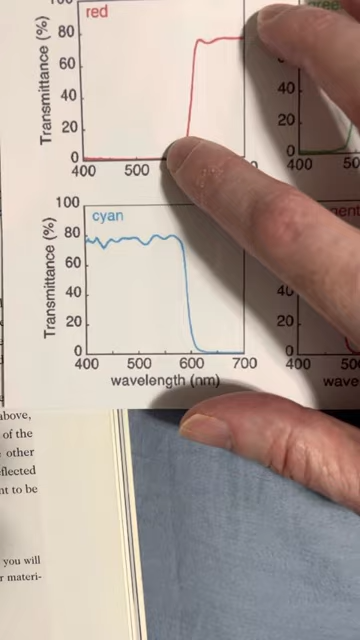 red
green
Transmittance (%)
80
60
40
20
0
400
500
700
40
20
0
400
100
cyan
Transmittance (%)
80
60
40
20
0
400
500
600
700
wavelength (nm)
40
20
0
400
above,
of the
other
nt to be
you will
r materi-